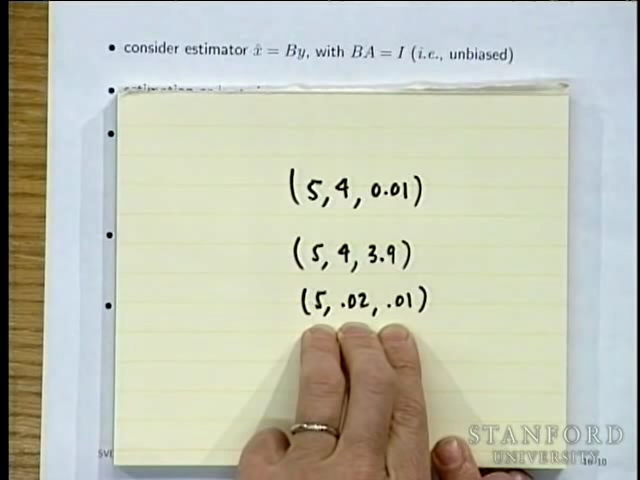 • consider estimator x̂ = By, with BA = I (i.e., unbiased)
(5, 4, 0.01)
(5, 4, 3.9)
(5, .02, .01)
STANFORD
UNIVERSITY